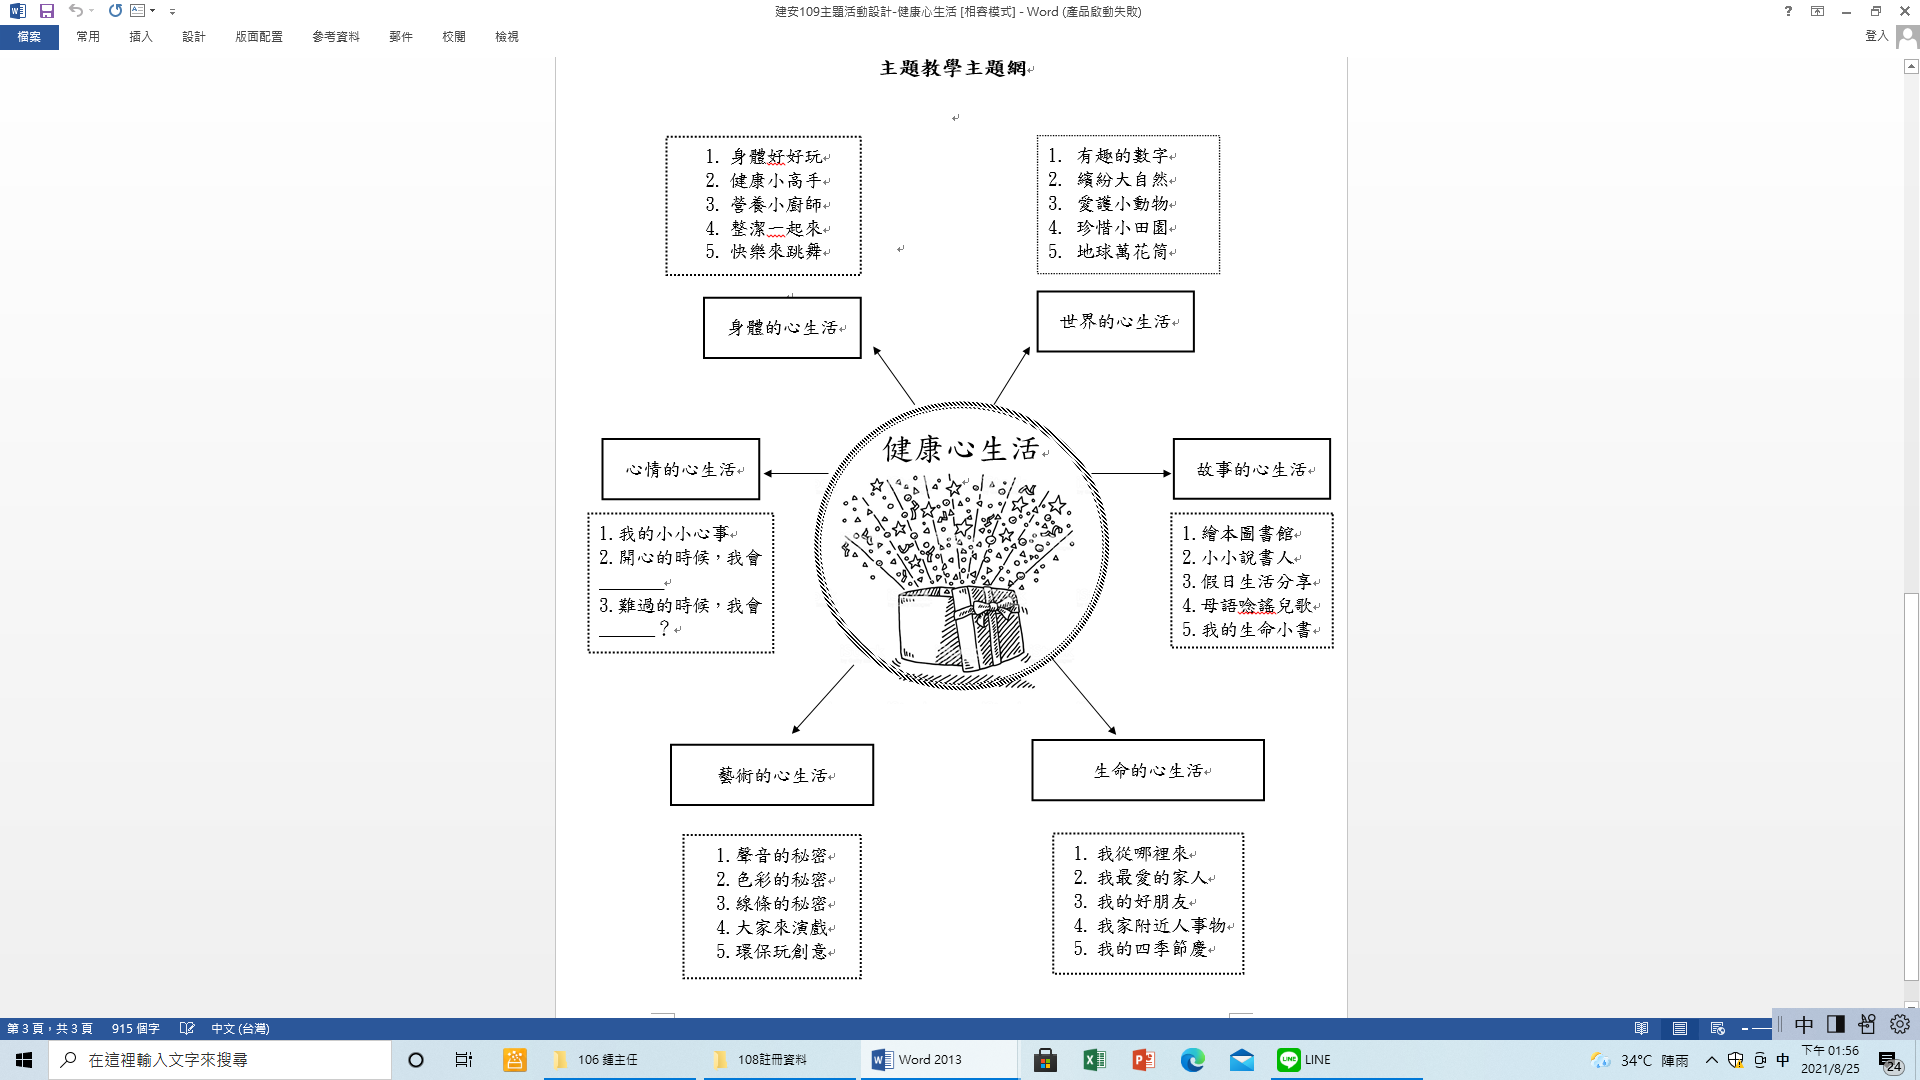 建安109主題活動設計-健康心生活 [相容模式] - Word (產品啟動失敗)
檔案 常用 插入 設計 版面配置 參考資料 郵件 校閱 檢視 登入
主題教學主題網
1. 身體好好玩
2. 健康小高手
3. 營養小廚師
4. 整潔一起來
5. 快樂來跳舞
1. 有趣的數字
2. 繽紛大自然
3. 愛護小動物
4. 珍惜小田園
5. 地球萬花筒
身體的心生活
世界的心生活
健康心生活
心情的心生活
故事的心生活
1. 我的小小心事
2. 開心的時候，我會
_______
3. 難過的時候，我會
______？
1. 繪本圖書館
2. 小小說書人
3. 假日生活分享
4. 母語唸謠兒歌
5. 我的生命小書
藝術的心生活
生命的心生活
1. 聲音的秘密
2. 色彩的秘密
3. 線條的秘密
4. 大家來演戲
5. 環保玩創意
1. 我從哪裡來
2. 我最愛的家人
3. 我的好朋友
4. 我家附近人事物
5. 我的四季節慶
第 3 頁，共 3 頁 915 個字 中文 (台灣)
中
在這裡輸入文字來搜尋
106 鍾主任
108註冊資料
Word 2013
LINE
34°C 陣雨
中
下午 01:56
2021/8/25
24